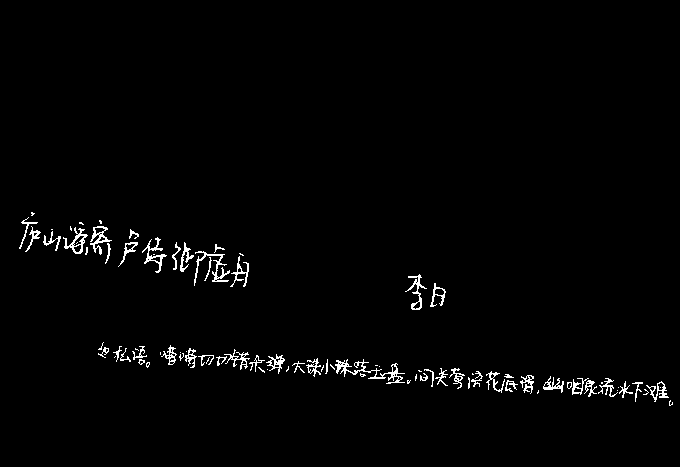 庐山谣寄卢侍御虚舟
李白
如私语。嘈嘈切切错杂弹,大珠小珠落玉盘。间关莺语花底滑,幽咽泉流水下滩。